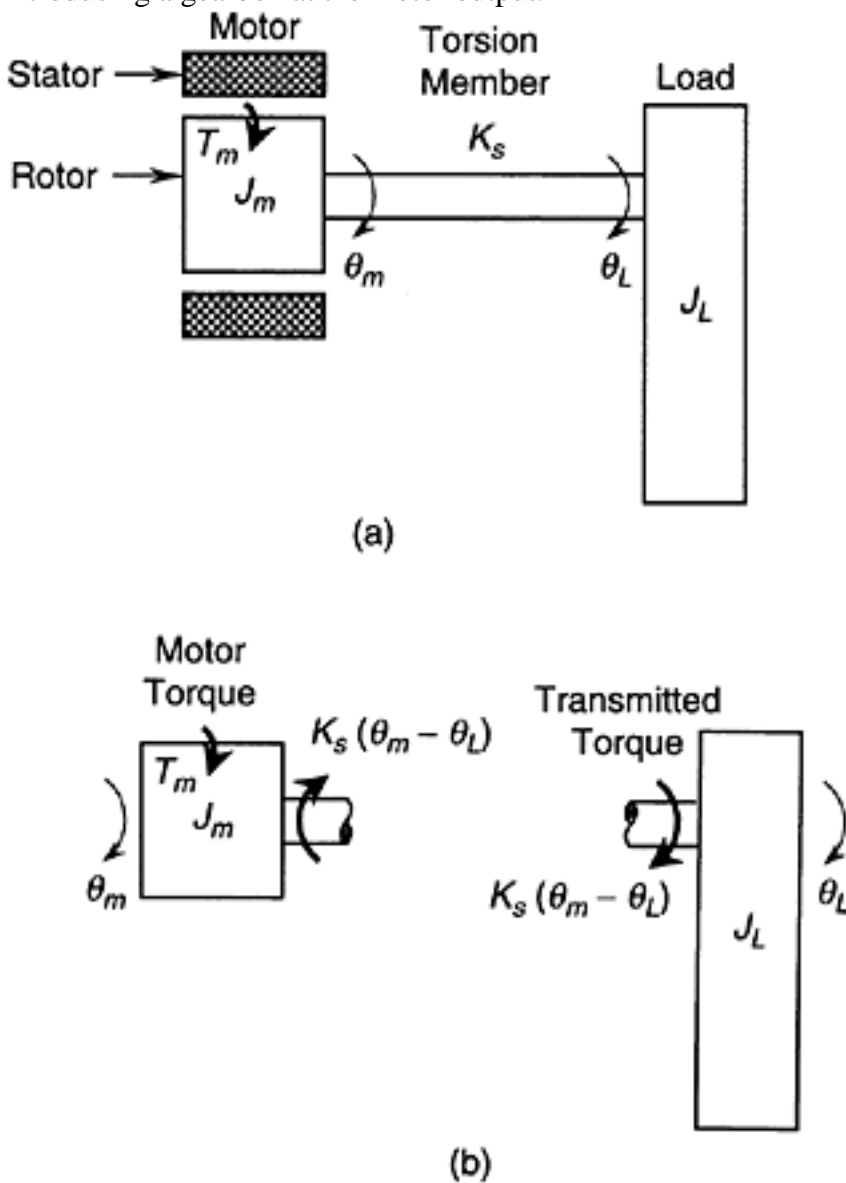 Motor
Torsion
Member
Load
Stator
Rotor
T_m
J_m
K_s
θ_m
θ_L
J_L
(a)
Motor
Torque
K_s (θ_m – θ_L)
T_m
J_m
θ_m
Transmitted
Torque
K_s (θ_m – θ_L)
J_L
θ_L
(b)